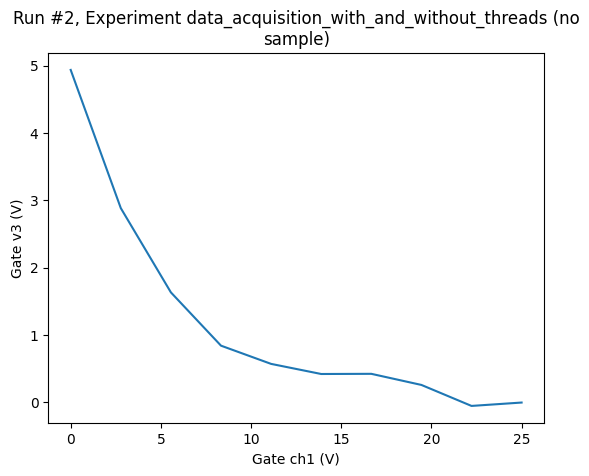 Run #2, Experiment data_acquisition_with_and_without_threads (no
sample)
Gate v3 (V)
5
4
3
2
1
0
0 5 10 15 20 25
Gate ch1 (V)